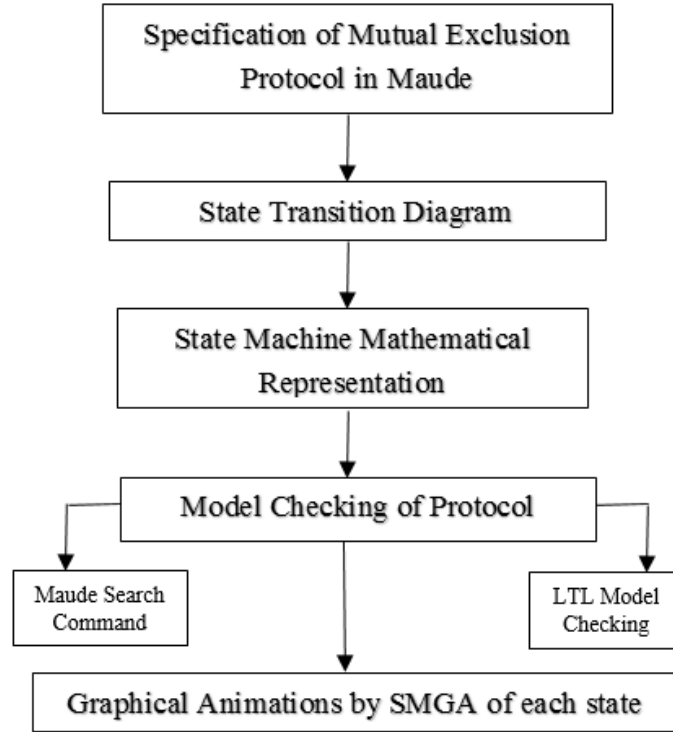 Specification of Mutual Exclusion
Protocol in Maude
State Transition Diagram
State Machine Mathematical
Representation
Model Checking of Protocol
Maude Search
Command
LTL Model
Checking
Graphical Animations by SMGA of each state